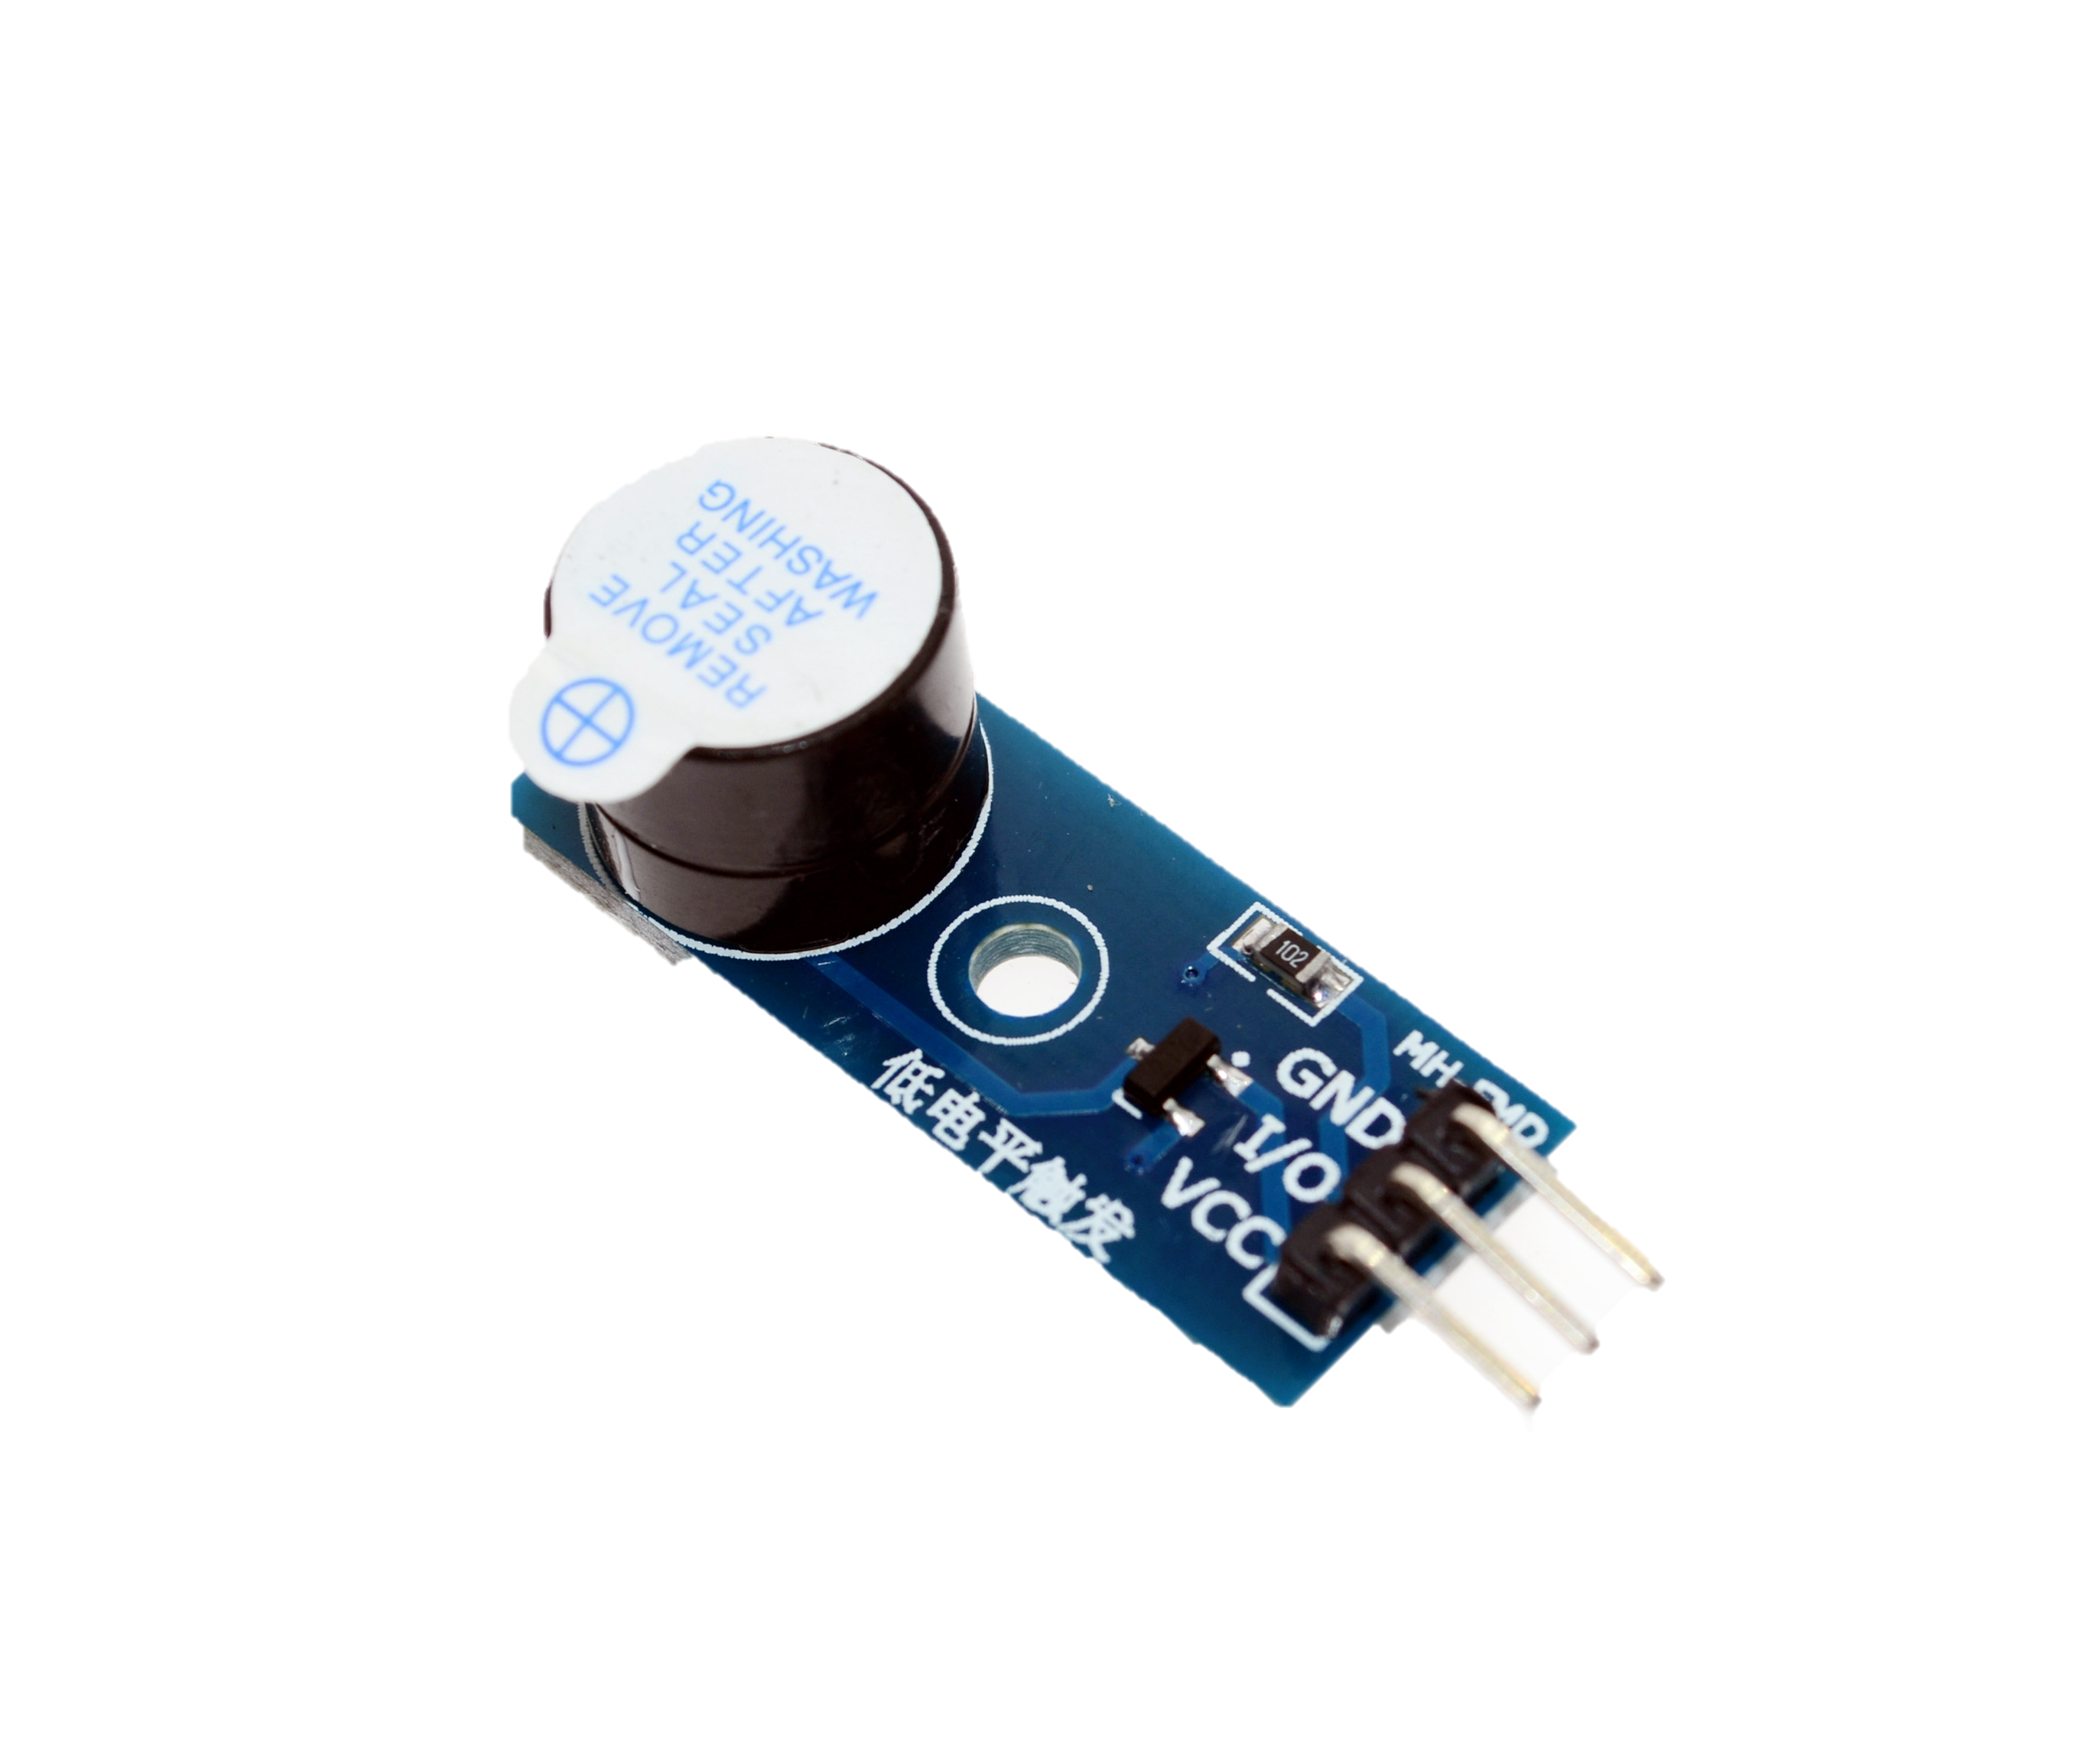 REMOVE
SEAL
AFTER
WASHING
102
MH-FMD
GND
I/O
VCC
低电平触发